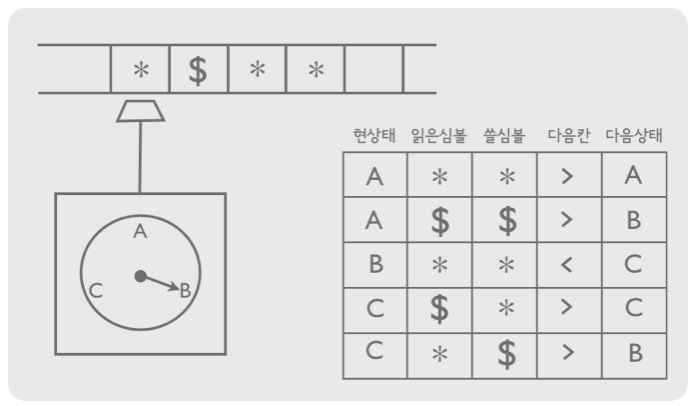 * $ * *
현상태 읽은심볼 쓸심볼 다음칸 다음상태
A * * > A
A $ $ > B
B * * < C
C $ * > C
C * $ > B
A
C B